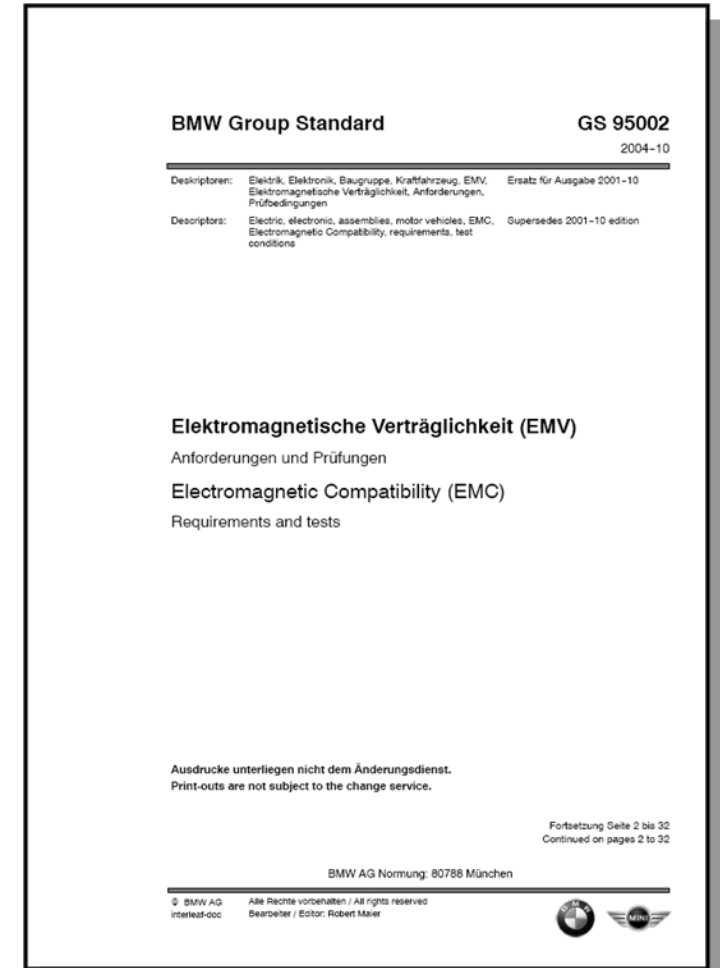 BMW Group Standard
GS 95002
2004-10
Deskriptoren: Elektrik, Elektronik, Baugruppe, Kraftfahrzeug, EMV, Ersatz für Ausgabe 2001-10
Elektromagnetische Verträglichkeit, Anforderungen,
Prüfbedingungen
Descriptors: Electric, electronic, assemblies, motor vehicles, EMC, Supersedes 2001-10 edition
Electromagnetic Compatibility, requirements, test
conditions
Elektromagnetische Verträglichkeit (EMV)
Anforderungen und Prüfungen
Electromagnetic Compatibility (EMC)
Requirements and tests
Ausdrucke unterliegen nicht dem Änderungsdienst.
Print-outs are not subject to the change service.
Fortsetzung Seite 2 bis 32
Continued on pages 2 to 32
BMW AG Normung: 80788 München
© BMW AG Alle Rechte vorbehalten / All rights reserved
interleaf-doc Bearbeiter / Editor: Robert Maier
BMW
MINI